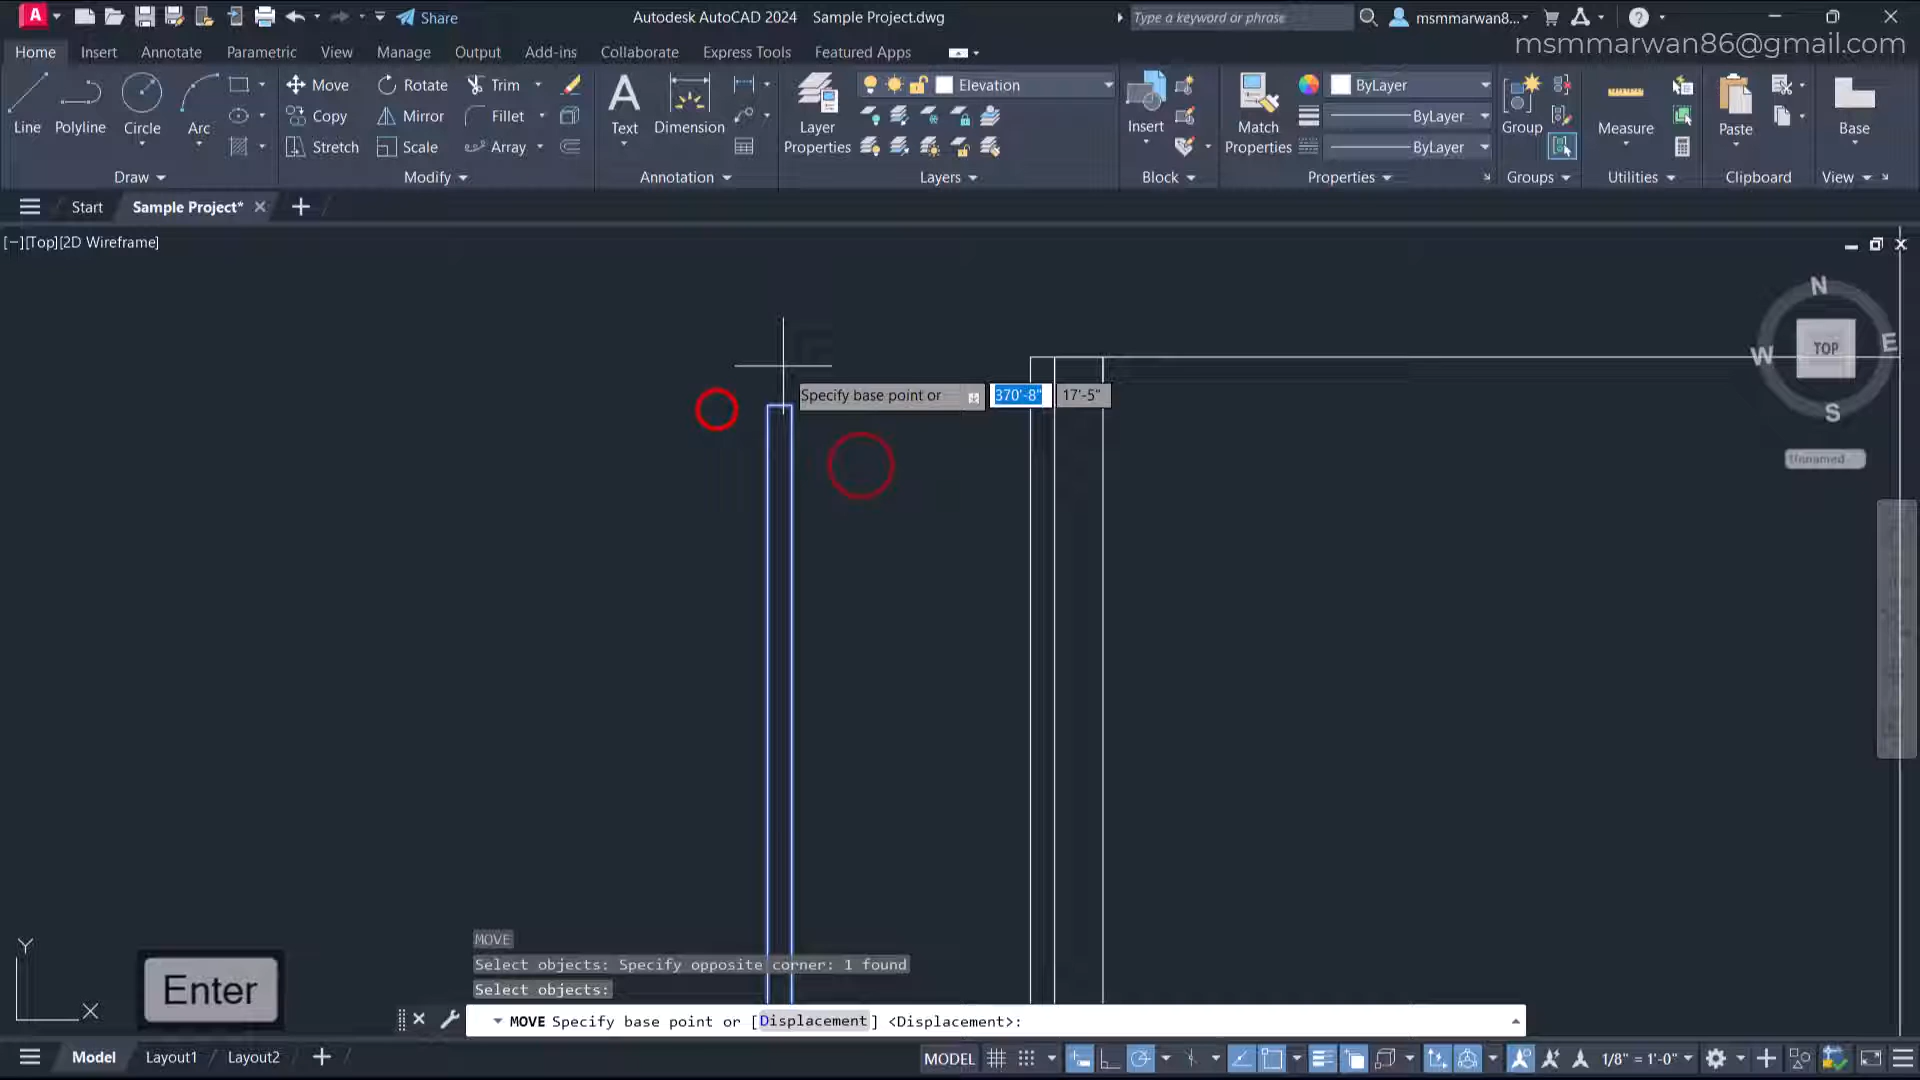 Share
Autodesk AutoCAD 2024 Sample Project.dwg
Type a keyword or phrase
msmmarwan8...
msmmarwan86@gmail.com
Home Insert Annotate Parametric View Manage Output Add-ins Collaborate Express Tools Featured Apps
Line Polyline Circle Arc
Draw
Move Rotate Trim
Copy Mirror Fillet
Stretch Scale Array
Modify
Text Dimension
Annotation
Layer Properties
Elevation
Layers
Insert
Block
Match Properties
ByLayer
ByLayer
ByLayer
Properties
Group
Groups
Measure
Utilities
Paste
Clipboard
Base
View
Start Sample Project*
[−][Top][2D Wireframe]
N
W TOP E
S
Unnamed
Specify base point or 370'-8" 17'-5"
Y
X
Enter
MOVE
Select objects: Specify opposite corner: 1 found
Select objects:
MOVE Specify base point or [Displacement] <Displacement>:
Model Layout1 Layout2
MODEL 1/8" = 1'-0"